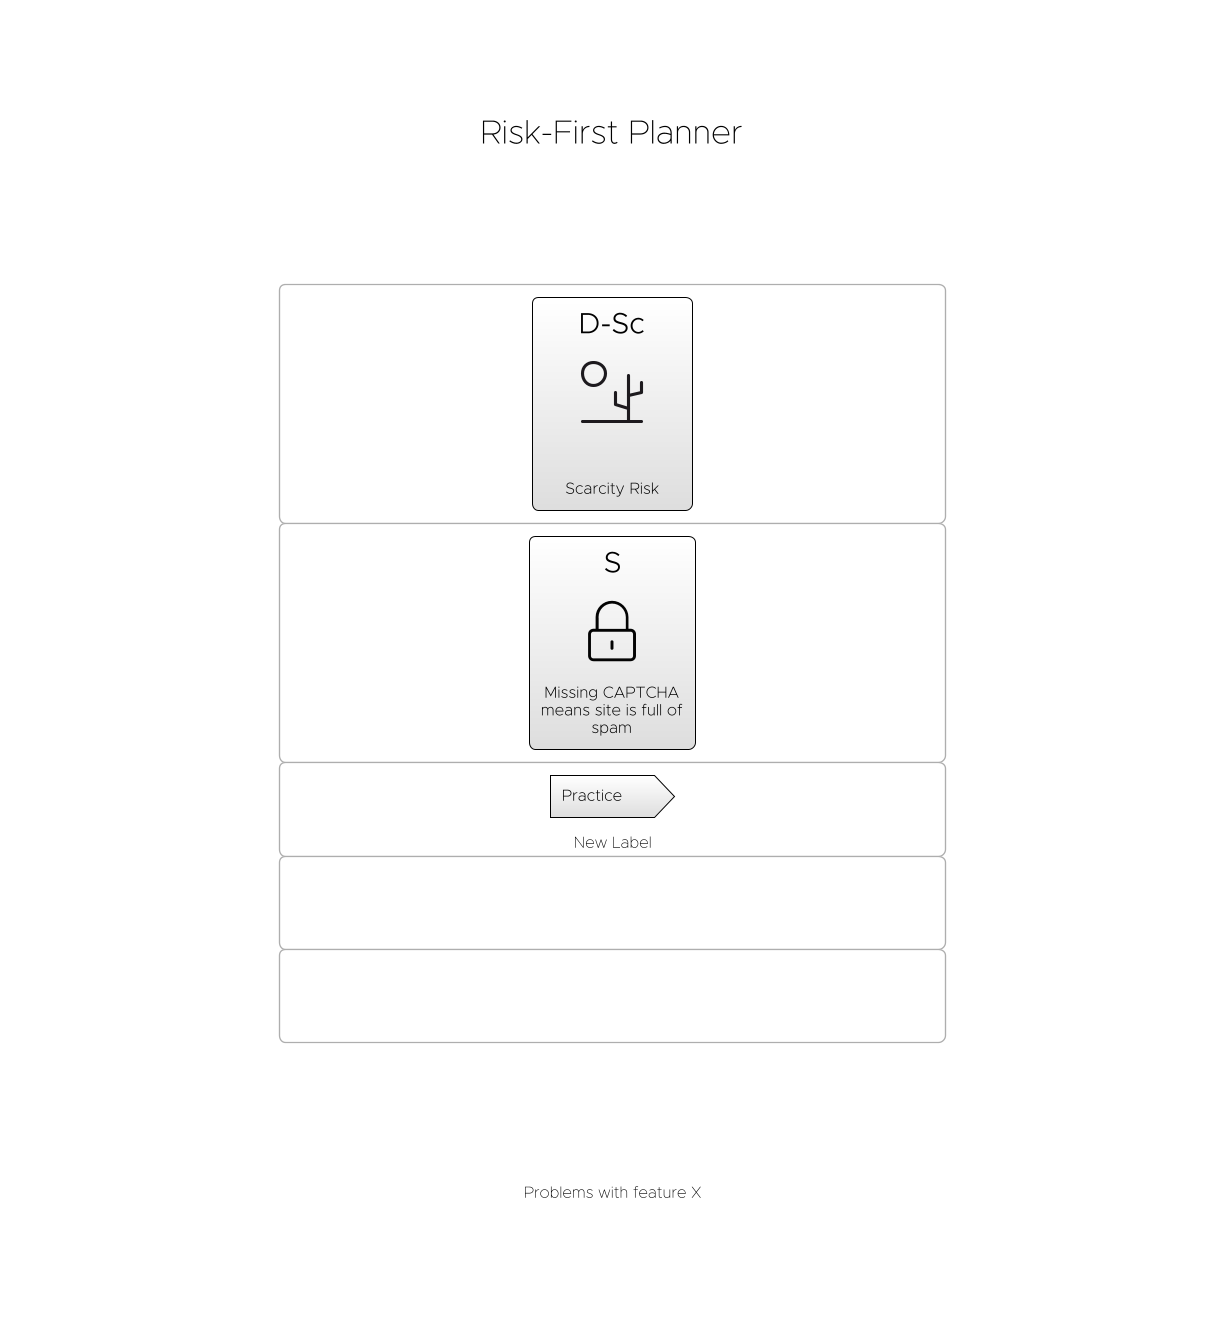 Risk-First Planner
D-Sc
Scarcity Risk
S
Missing CAPTCHA
means site is full of
spam
Practice
New Label
Problems with feature X